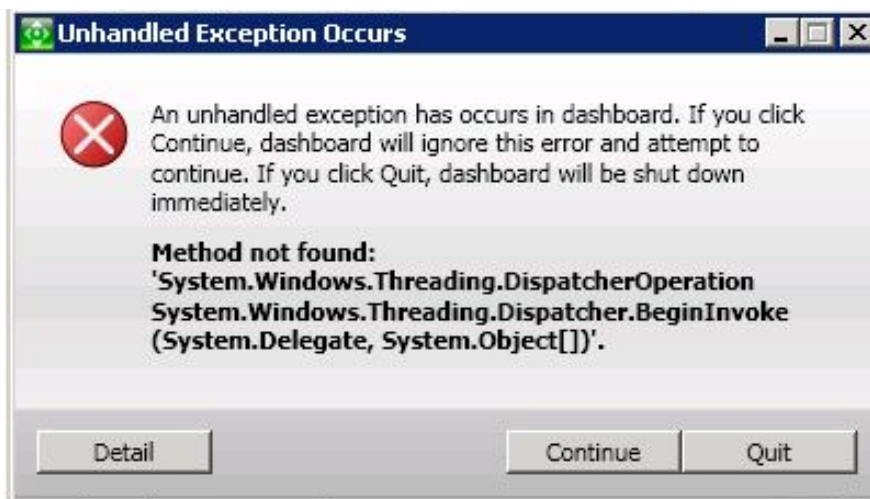 Unhandled Exception Occurs
An unhandled exception has occurs in dashboard. If you click
Continue, dashboard will ignore this error and attempt to
continue. If you click Quit, dashboard will be shut down
immediately.
Method not found:
'System.Windows.Threading.DispatcherOperation
System.Windows.Threading.Dispatcher.BeginInvoke
(System.Delegate, System.Object[])'.
Detail
Continue
Quit